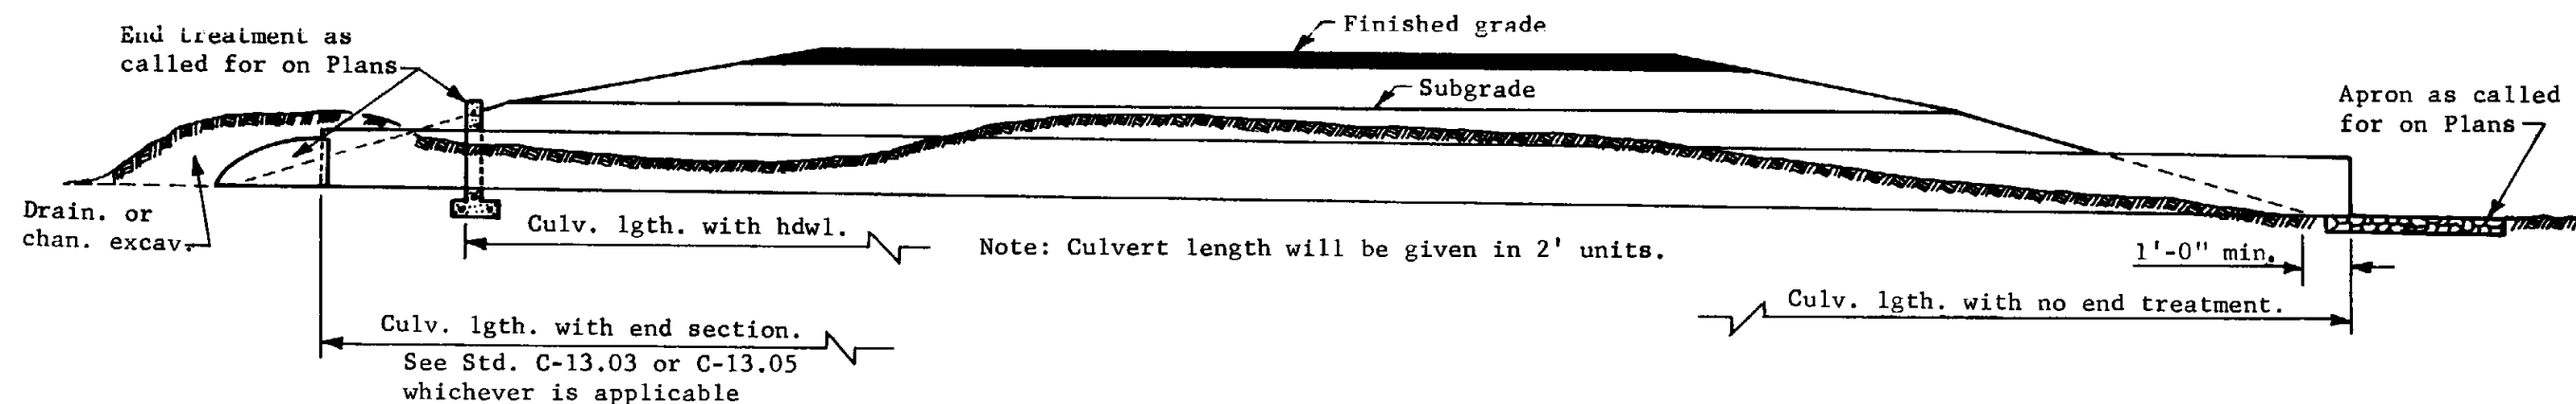 End treatment as
called for on Plans
Finished grade
Subgrade
Apron as called
for on Plans
Drain. or
chan. excav.
Culv. lgth. with hdwl.
Note: Culvert length will be given in 2' units.
1'-0" min.
Culv. lgth. with no end treatment.
Culv. lgth. with end section.
See Std. C-13.03 or C-13.05
whichever is applicable